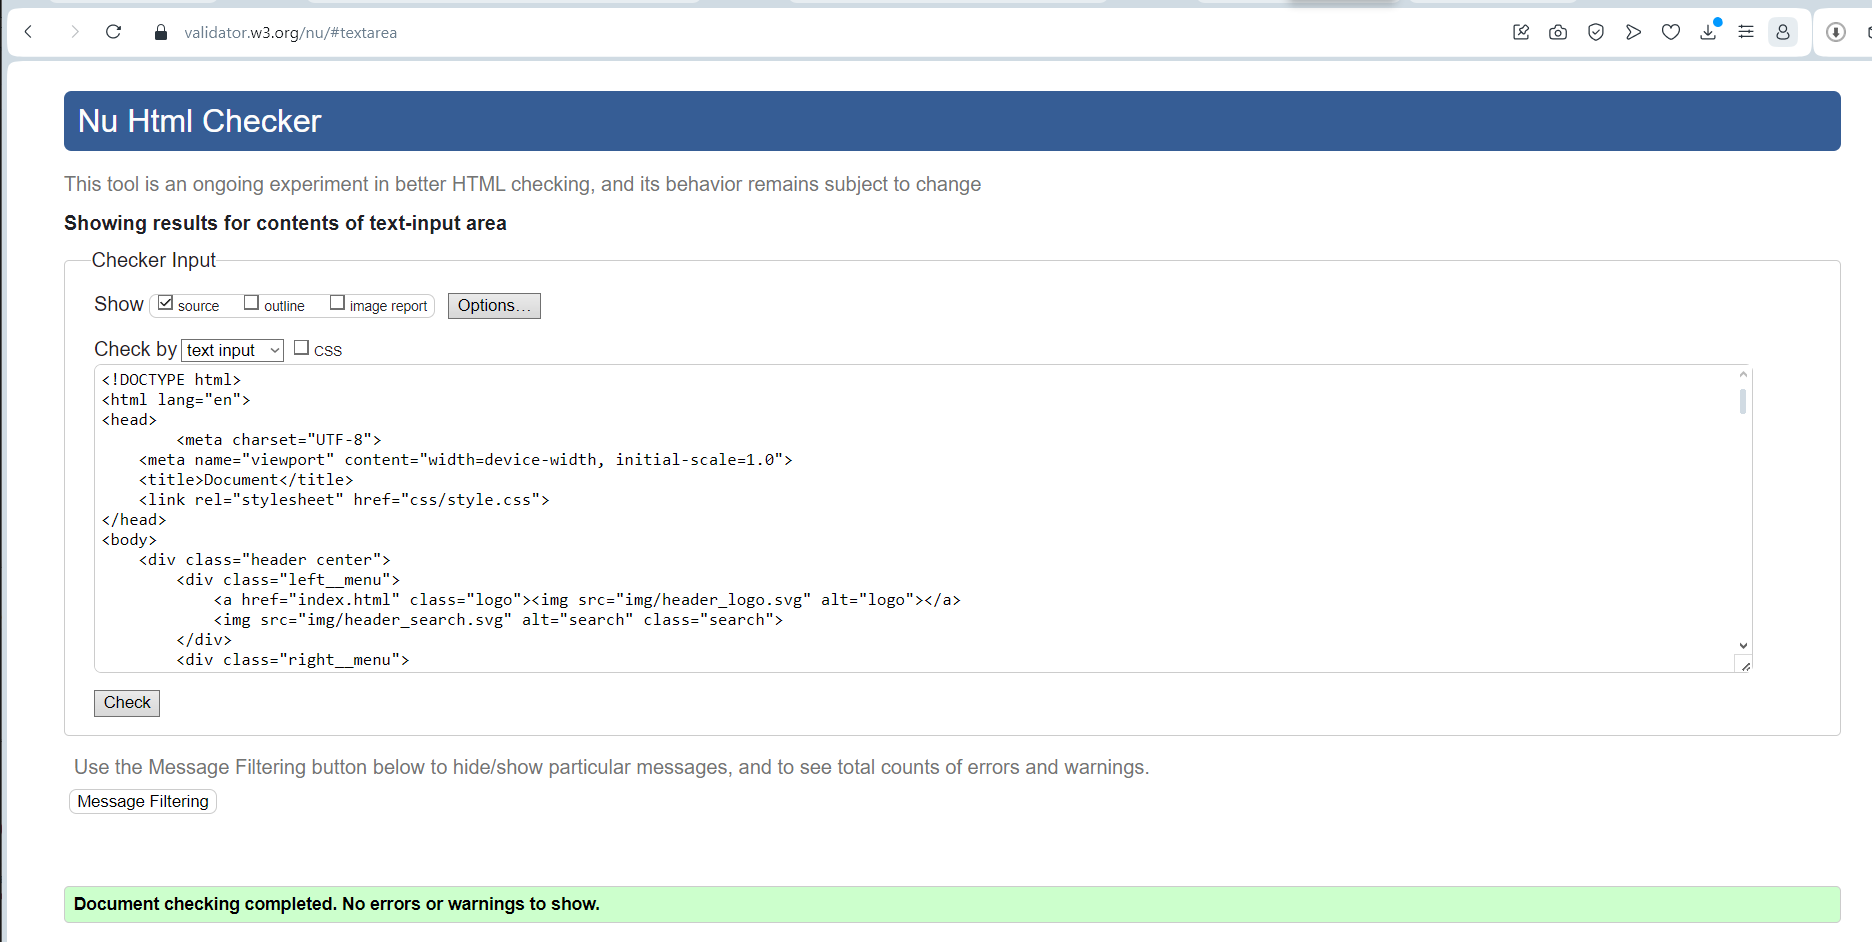 validator.w3.org/nu/#textarea
Nu Html Checker
This tool is an ongoing experiment in better HTML checking, and its behavior remains subject to change
Showing results for contents of text-input area
Checker Input
Show source outline image report Options...
Check by text input CSS
<!DOCTYPE html>
<html lang="en">
<head>
        <meta charset="UTF-8">
    <meta name="viewport" content="width=device-width, initial-scale=1.0">
    <title>Document</title>
    <link rel="stylesheet" href="css/style.css">
</head>
<body>
    <div class="header center">
        <div class="left__menu">
            <a href="index.html" class="logo"><img src="img/header_logo.svg" alt="logo"></a>
            <img src="img/header_search.svg" alt="search" class="search">
        </div>
        <div class="right__menu">
Check
Use the Message Filtering button below to hide/show particular messages, and to see total counts of errors and warnings.
Message Filtering
Document checking completed. No errors or warnings to show.